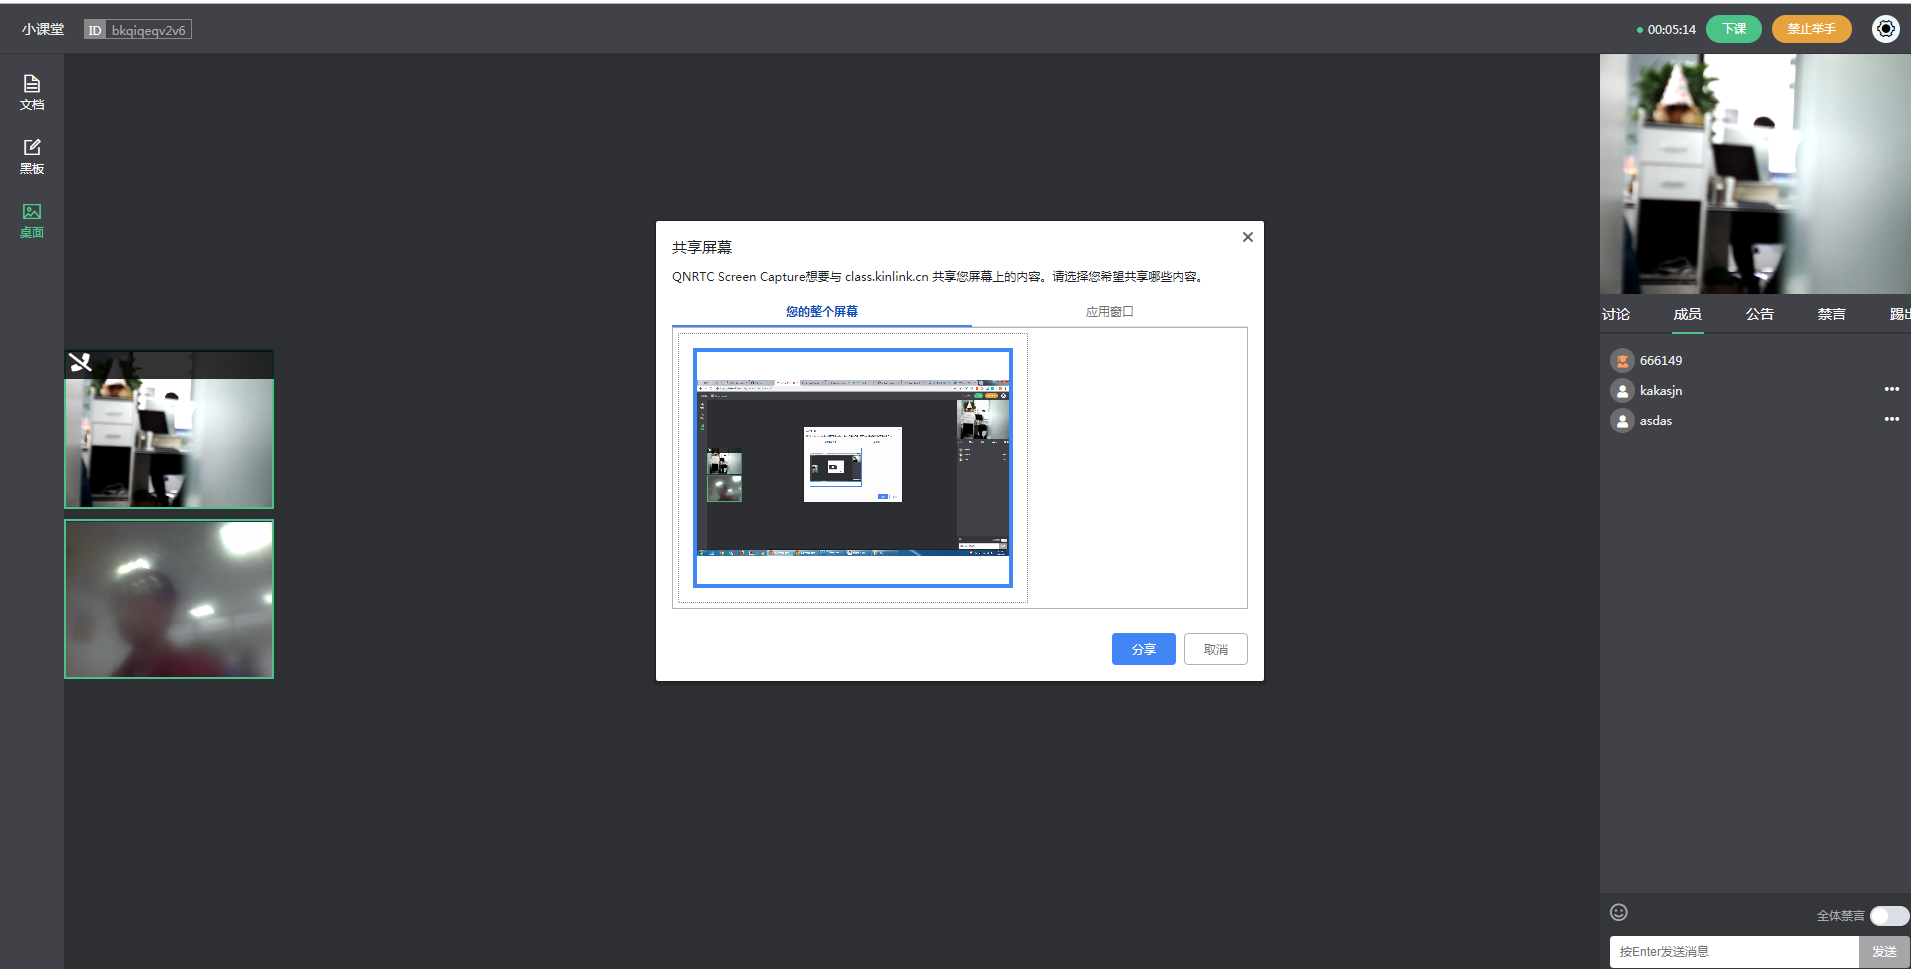 小课堂
ID bkqiqeqv2v6
00:05:14
下课
禁止举手
文档
黑板
桌面
共享屏幕
QNRTC Screen Capture想要与 class.kinlink.cn 共享您屏幕上的内容。请选择您希望共享哪些内容。
您的整个屏幕
应用窗口
分享
取消
讨论
成员
公告
禁言
踢出
666149
kakasjn
asdas
全体禁言
按Enter发送消息
发送